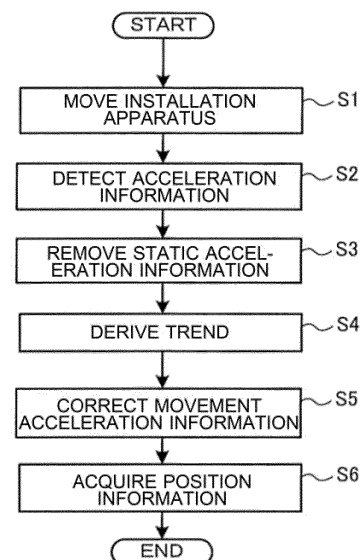 START
MOVE INSTALLATION
APPARATUS
S1
DETECT ACCELERATION
INFORMATION
S2
REMOVE STATIC ACCEL-
ERATION INFORMATION
S3
DERIVE TREND
S4
CORRECT MOVEMENT
ACCELERATION INFORMATION
S5
ACQUIRE POSITION
INFORMATION
S6
END